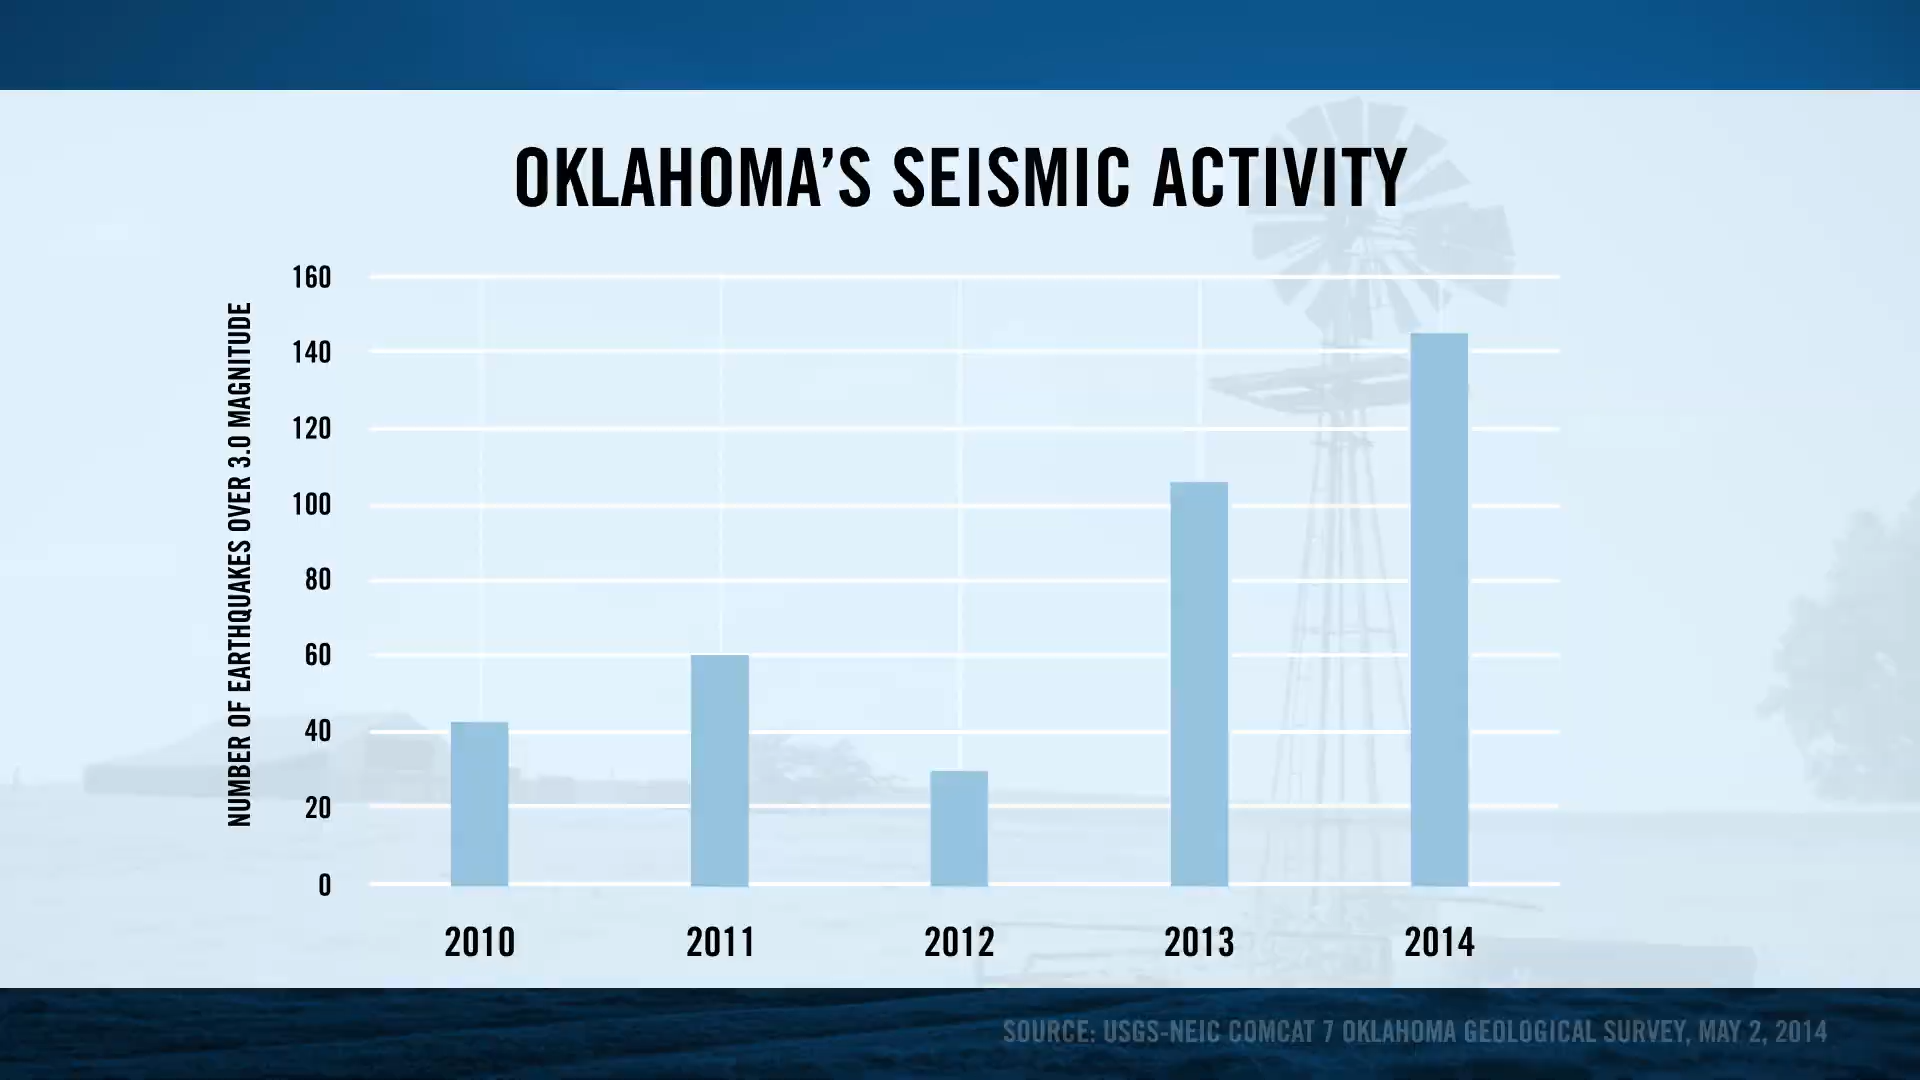 OKLAHOMA’S SEISMIC ACTIVITY
NUMBER OF EARTHQUAKES OVER 3.0 MAGNITUDE
160
140
120
100
80
60
40
20
0
2010 2011 2012 2013 2014
SOURCE: USGS-NEIC COMCAT 7 OKLAHOMA GEOLOGICAL SURVEY, MAY 2, 2014